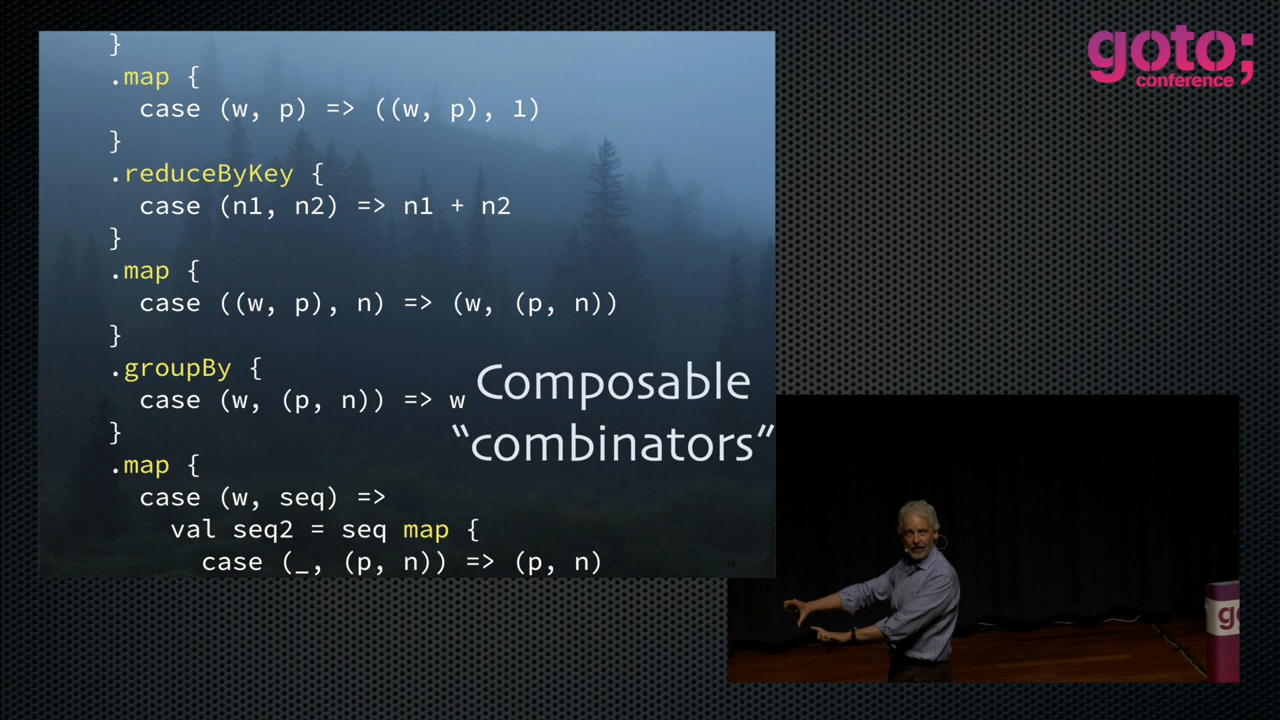 }
.map {
case (w, p) => ((w, p), 1)
}
.reduceByKey {
case (n1, n2) => n1 + n2
}
.map {
case ((w, p), n) => (w, (p, n))
}
.groupBy {
case (w, (p, n)) => w
}
.map {
case (w, seq) =>
val seq2 = seq map {
case (_, (p, n)) => (p, n)
Composable
“combinators”
goto;
conference
go